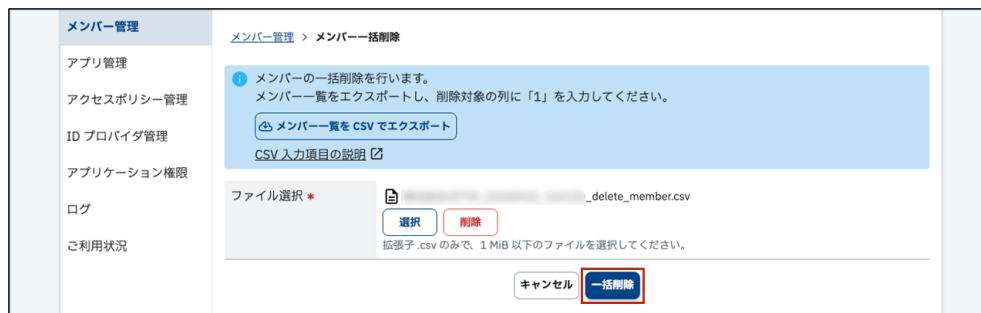 メンバー管理
アプリ管理
アクセスポリシー管理
ID プロバイダ管理
アプリケーション権限
ログ
ご利用状況
メンバー管理 > メンバー一括削除
メンバーの一括削除を行います。
メンバー一覧をエクスポートし、削除対象の列に「1」を入力してください。
メンバー一覧を CSV でエクスポート
CSV 入力項目の説明
ファイル選択 *
_delete_member.csv
選択 削除
拡張子 .csv のみで、1 MiB 以下のファイルを選択してください。
キャンセル 一括削除